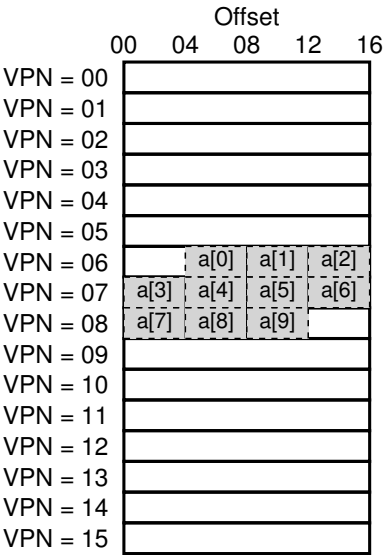 Offset
00 04 08 12 16
VPN = 00
VPN = 01
VPN = 02
VPN = 03
VPN = 04
VPN = 05
VPN = 06 a[0] a[1] a[2]
VPN = 07 a[3] a[4] a[5] a[6]
VPN = 08 a[7] a[8] a[9]
VPN = 09
VPN = 10
VPN = 11
VPN = 12
VPN = 13
VPN = 14
VPN = 15